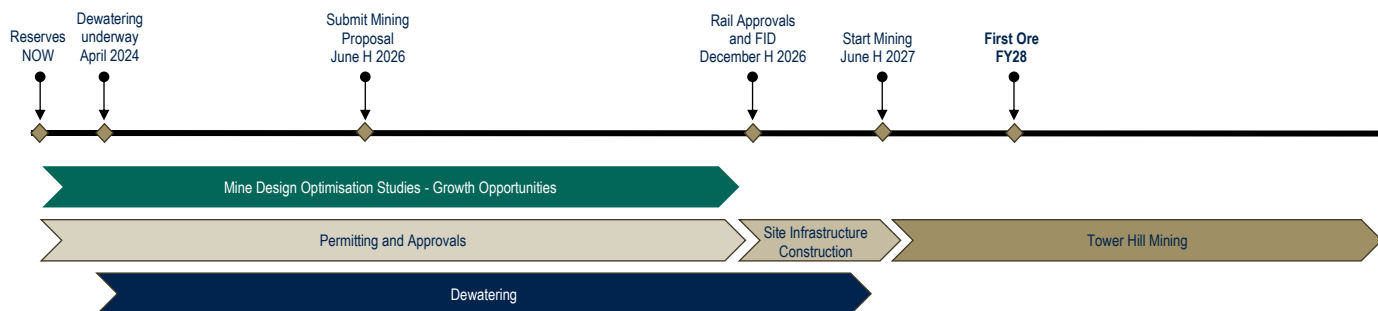 Reserves
NOW
Dewatering
underway
April 2024
Submit Mining
Proposal
June H 2026
Rail Approvals
and FID
December H 2026
Start Mining
June H 2027
First Ore
FY28
Mine Design Optimisation Studies - Growth Opportunities
Permitting and Approvals
Site Infrastructure
Construction
Tower Hill Mining
Dewatering